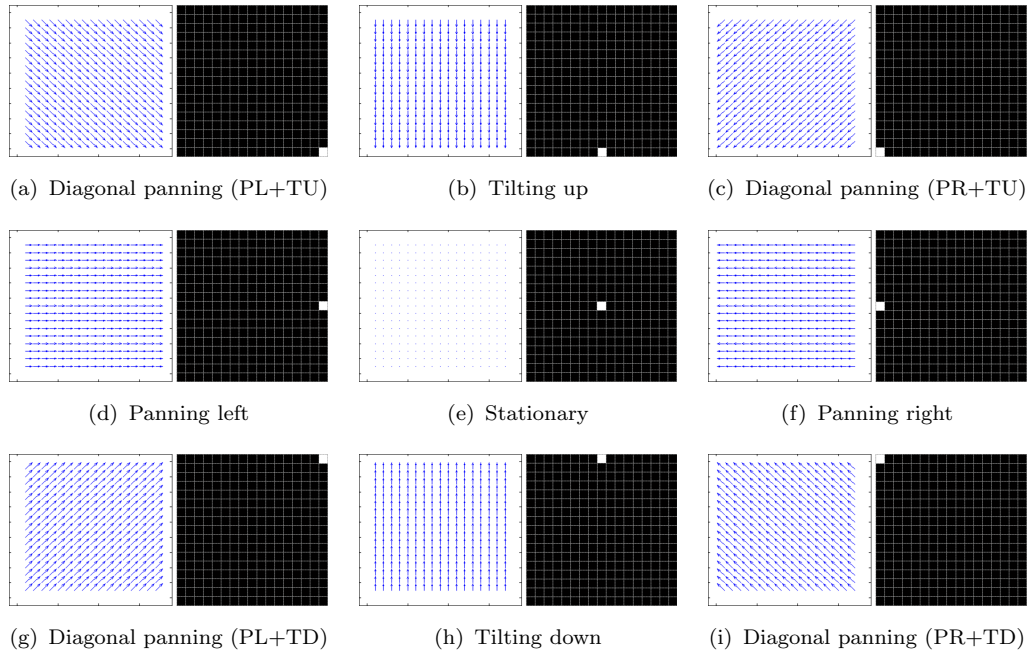 (a) Diagonal panning (PL+TU)
(b) Tilting up
(c) Diagonal panning (PR+TU)
(d) Panning left
(e) Stationary
(f) Panning right
(g) Diagonal panning (PL+TD)
(h) Tilting down
(i) Diagonal panning (PR+TD)